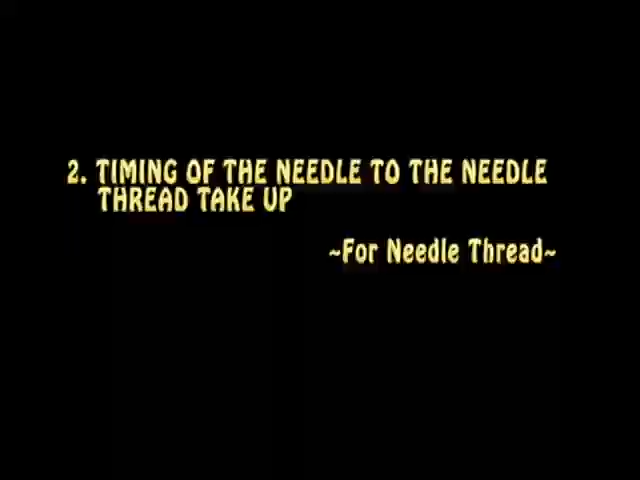 2. TIMING OF THE NEEDLE TO THE NEEDLE
THREAD TAKE UP
~For Needle Thread~